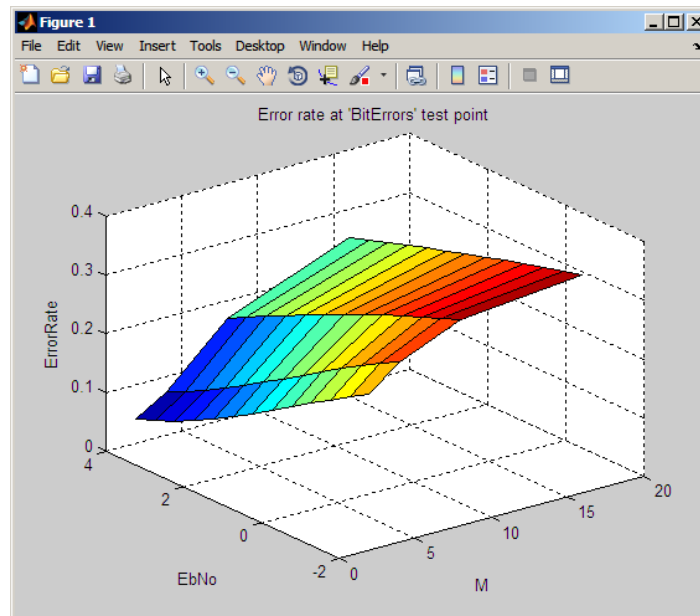 Figure 1
File Edit View Insert Tools Desktop Window Help
Error rate at 'BitErrors' test point
0.4
0.3
0.2
0.1
0
ErrorRate
4
2
0
-2
EbNo
0
5
10
15
20
M